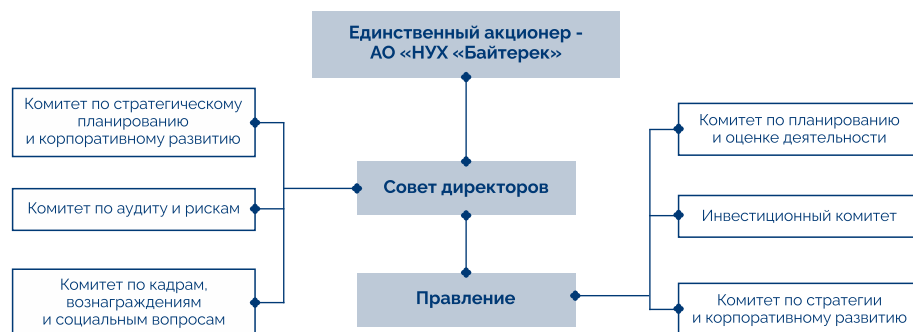 Единственный акционер -
АО «НУХ «Байтерек»
Комитет по стратегическому
планированию
и корпоративному развитию
Комитет по планированию
и оценке деятельности
Совет директоров
Комитет по аудиту и рискам
Инвестиционный комитет
Комитет по кадрам,
вознаграждениям
и социальным вопросам
Правление
Комитет по стратегии
и корпоративному развитию